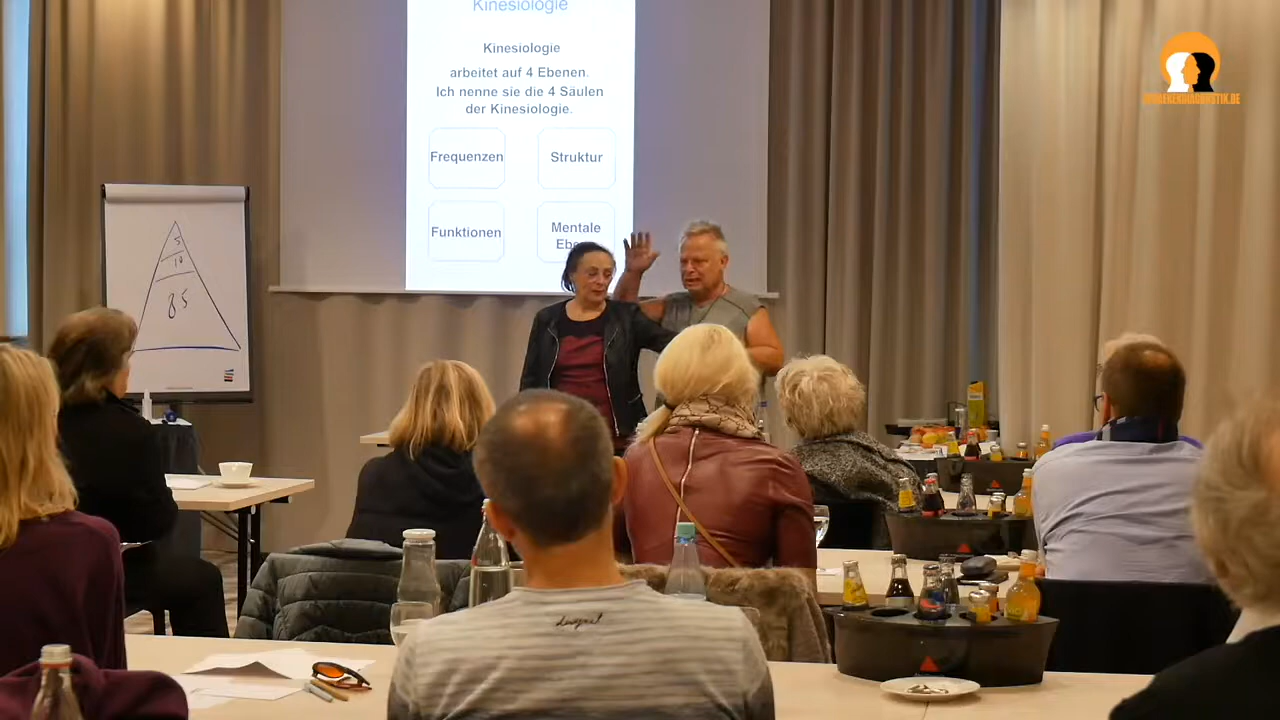 Kinesiologie
Kinesiologie
arbeitet auf 4 Ebenen.
Ich nenne sie die 4 Säulen
der Kinesiologie.
Frequenzen
Struktur
Funktionen
Mentale
5
10
85